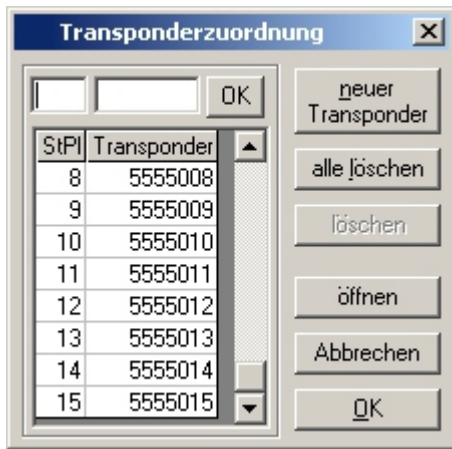 Transponderzuordnung
OK
StPl Transponder
8 5555008
9 5555009
10 5555010
11 5555011
12 5555012
13 5555013
14 5555014
15 5555015
neuer
Transponder
alle löschen
löschen
öffnen
Abbrechen
OK